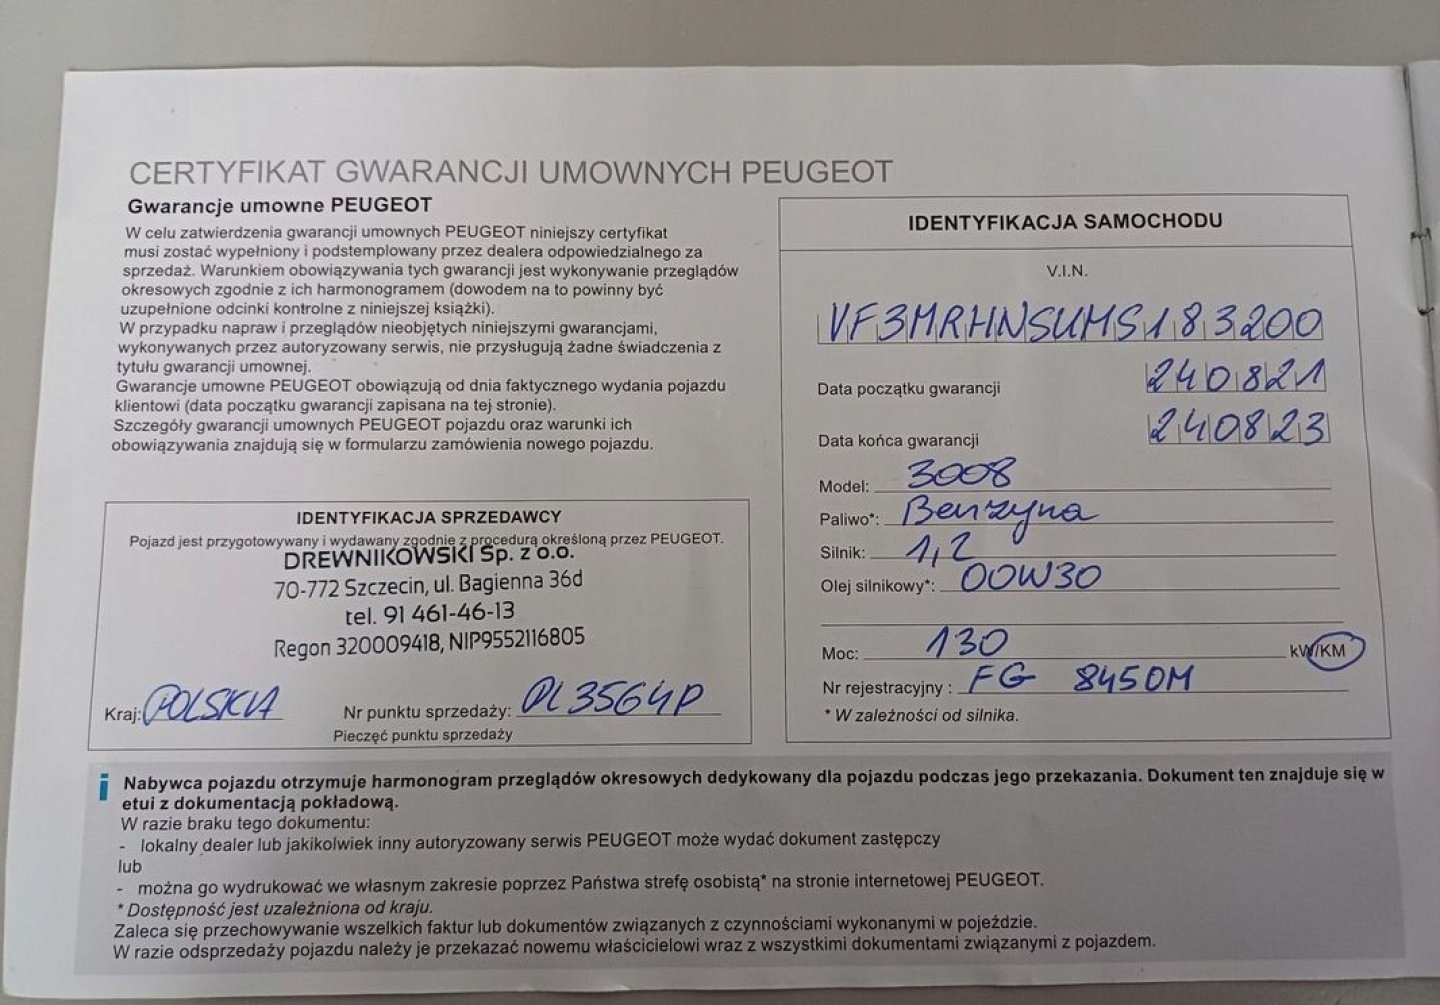 CERTYFIKAT GWARANCJI UMOWNYCH PEUGEOT
Gwarancje umowne PEUGEOT
W celu zatwierdzenia gwarancji umownych PEUGEOT niniejszy certyfikat
musi zostać wypełniony i podstemplowany przez dealera odpowiedzialnego za
sprzedaż. Warunkiem obowiązywania tych gwarancji jest wykonywanie przeglądów
okresowych zgodnie z ich harmonogramem (dowodem na to powinny być
uzupełnione odcinki kontrolne z niniejszej książki).
W przypadku napraw i przeglądów nieobjętych niniejszymi gwarancjami,
wykonywanych przez autoryzowany serwis, nie przysługują żadne świadczenia z
tytułu gwarancji umownej.
Gwarancje umowne PEUGEOT obowiązują od dnia faktycznego wydania pojazdu
klientowi (data początku gwarancji zapisana na tej stronie).
Szczegóły gwarancji umownych PEUGEOT pojazdu oraz warunki ich
obowiązywania znajdują się w formularzu zamówienia nowego pojazdu.
IDENTYFIKACJA SPRZEDAWCY
Pojazd jest przygotowywany i wydawany zgodnie z procedurą określoną przez PEUGEOT.
DREWNIKOWSKI Sp. z o.o.
70-772 Szczecin, ul. Bagienna 36d
tel. 91 461-46-13
Regon 320009418, NIP9552116805
Kraj: POLSKA Nr punktu sprzedaży: PL3564P
Pieczęć punktu sprzedaży
IDENTYFIKACJA SAMOCHODU
V.I.N.
VF3MRHNSUMS183200
Data początku gwarancji 240821
Data końca gwarancji 240823
Model: 3008
Paliwo*: Benzyna
Silnik: 1,2
Olej silnikowy*: 00W30
Moc: 130 kW/KM
Nr rejestracyjny : FG 8450M
* W zależności od silnika.
i Nabywca pojazdu otrzymuje harmonogram przeglądów okresowych dedykowany dla pojazdu podczas jego przekazania. Dokument ten znajduje się w
etui z dokumentacją pokładową.
W razie braku tego dokumentu:
- lokalny dealer lub jakikolwiek inny autoryzowany serwis PEUGEOT może wydać dokument zastępczy
lub
- można go wydrukować we własnym zakresie poprzez Państwa strefę osobistą* na stronie internetowej PEUGEOT.
* Dostępność jest uzależniona od kraju.
Zaleca się przechowywanie wszelkich faktur lub dokumentów związanych z czynnościami wykonanymi w pojeździe.
W razie odsprzedaży pojazdu należy je przekazać nowemu właścicielowi wraz z wszystkimi dokumentami związanymi z pojazdem.